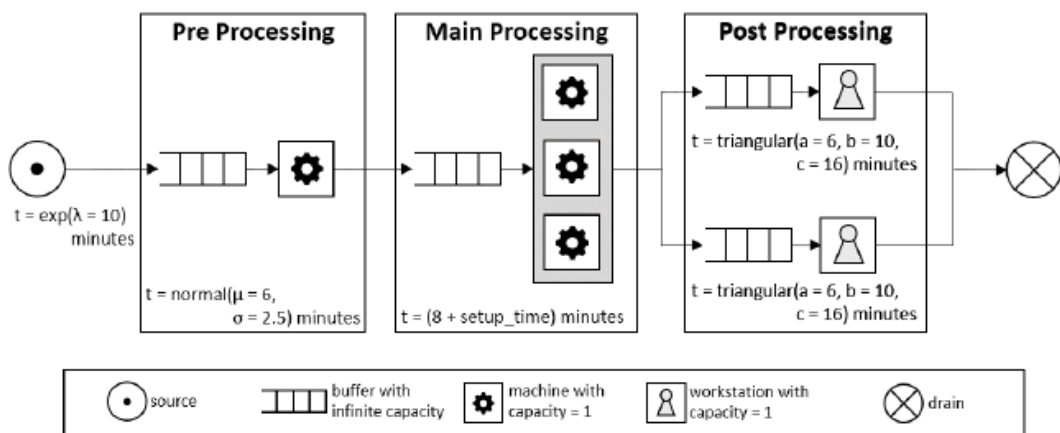 Pre Processing
Main Processing
Post Processing
t = exp(λ = 10)
minutes
t = normal(μ = 6,
σ = 2.5) minutes
t = (8 + setup_time) minutes
t = triangular(a = 6, b = 10,
c = 16) minutes
t = triangular(a = 6, b = 10,
c = 16) minutes
source
buffer with
infinite capacity
machine with
capacity = 1
workstation with
capacity = 1
drain